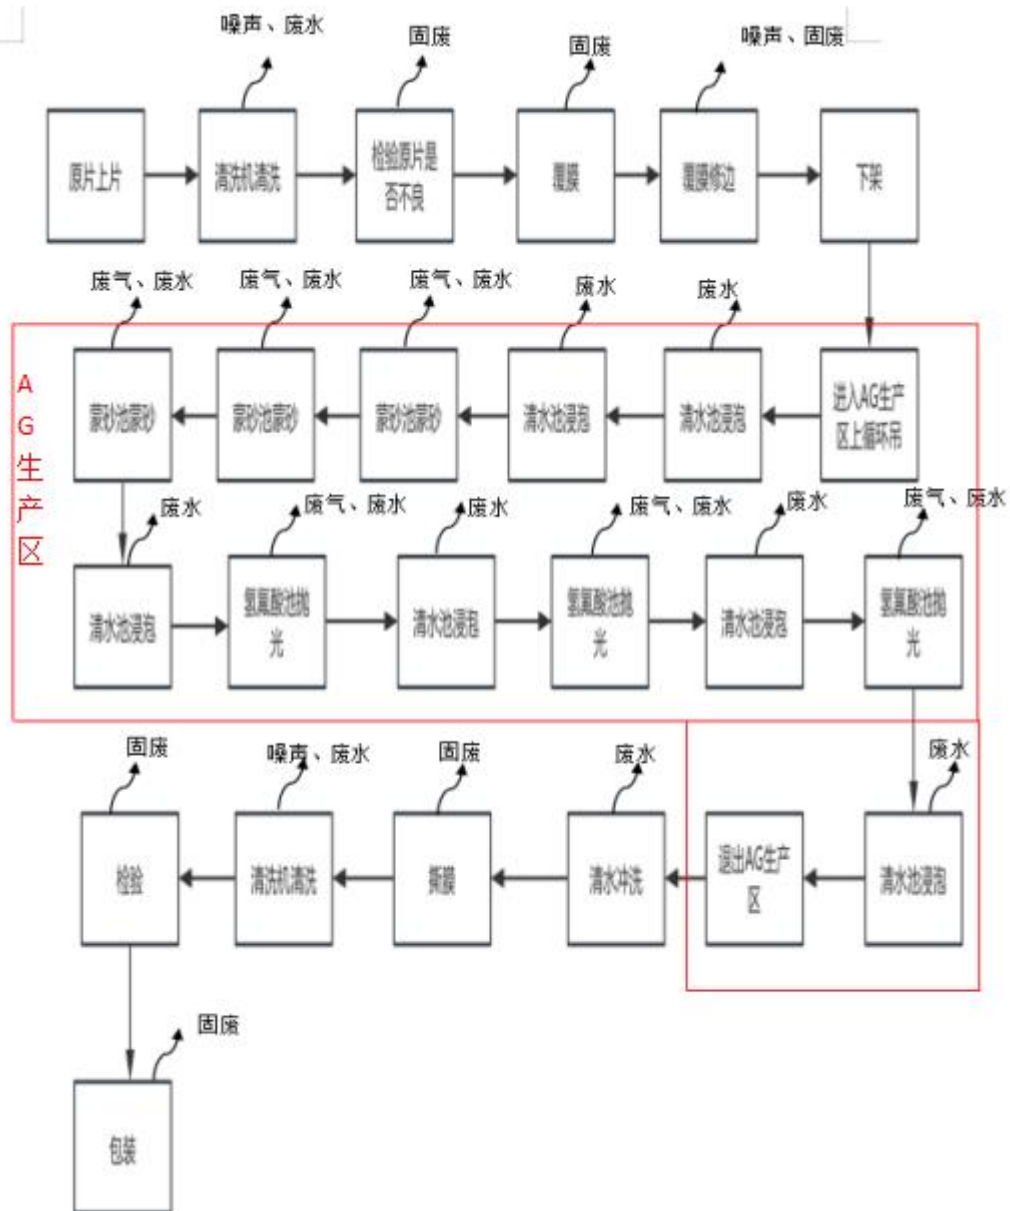 噪声、废水
固废
固废
噪声、固废
原片上片
清洗机清洗
检验原片是
否不良
覆膜
覆膜修边
下架
废气、废水
废气、废水
废气、废水
废水
废水
A
G
生
产
区
蒙砂池蒙砂
蒙砂池蒙砂
蒙砂池蒙砂
清水池浸泡
清水池浸泡
进入AG生产
区上循环吊
废水
废气、废水
废水
废气、废水
废水
废气、废水
清水池浸泡
氢氟酸池抛
光
清水池浸泡
氢氟酸池抛
光
清水池浸泡
氢氟酸池抛
光
固废
噪声、废水
固废
废水
废水
检验
清洗机清洗
撕膜
清水冲洗
退出AG生产
区
清水池浸泡
固废
包装